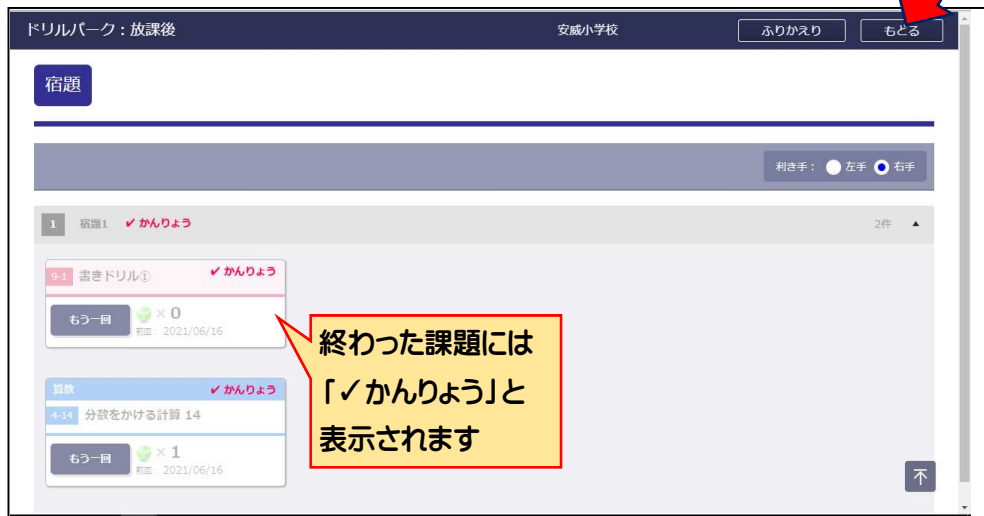 ドリルパーク：放課後 安威小学校 ふりかえり もどる
宿題
利き手： 左手 右手
1 宿題1 ✔かんりょう 2件 ▲
9-1 書きドリル① ✔かんりょう
もう一回 × 0
前回：2021/06/16
算数 ✔かんりょう
4-14 分数をかける計算 14
もう一回 × 1
前回：2021/06/16
終わった課題には
「✓かんりょう」と
表示されます